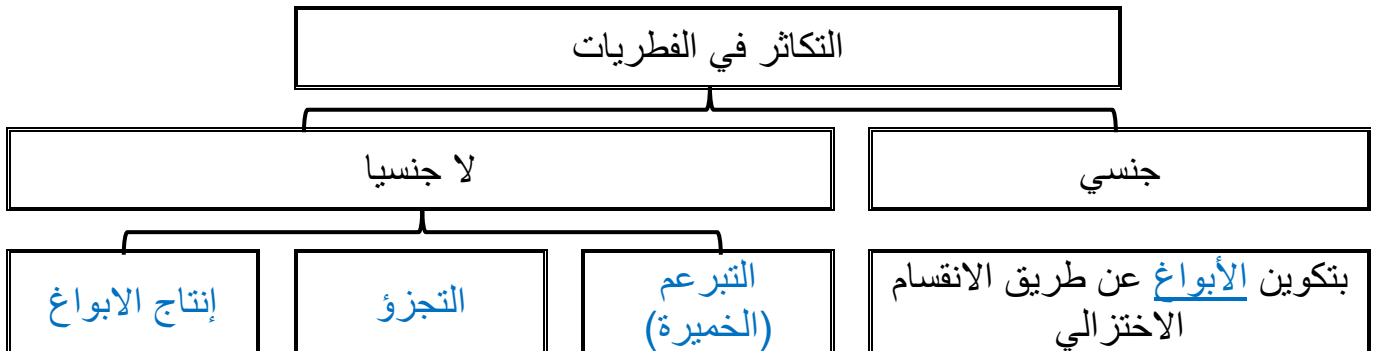 التكاثر في الفطريات
جنسي
لا جنسيا
بتكوين الأبواغ عن طريق الانقسام
الاختزالي
التبرعم
(الخميرة)
التجزؤ
إنتاج الابواغ